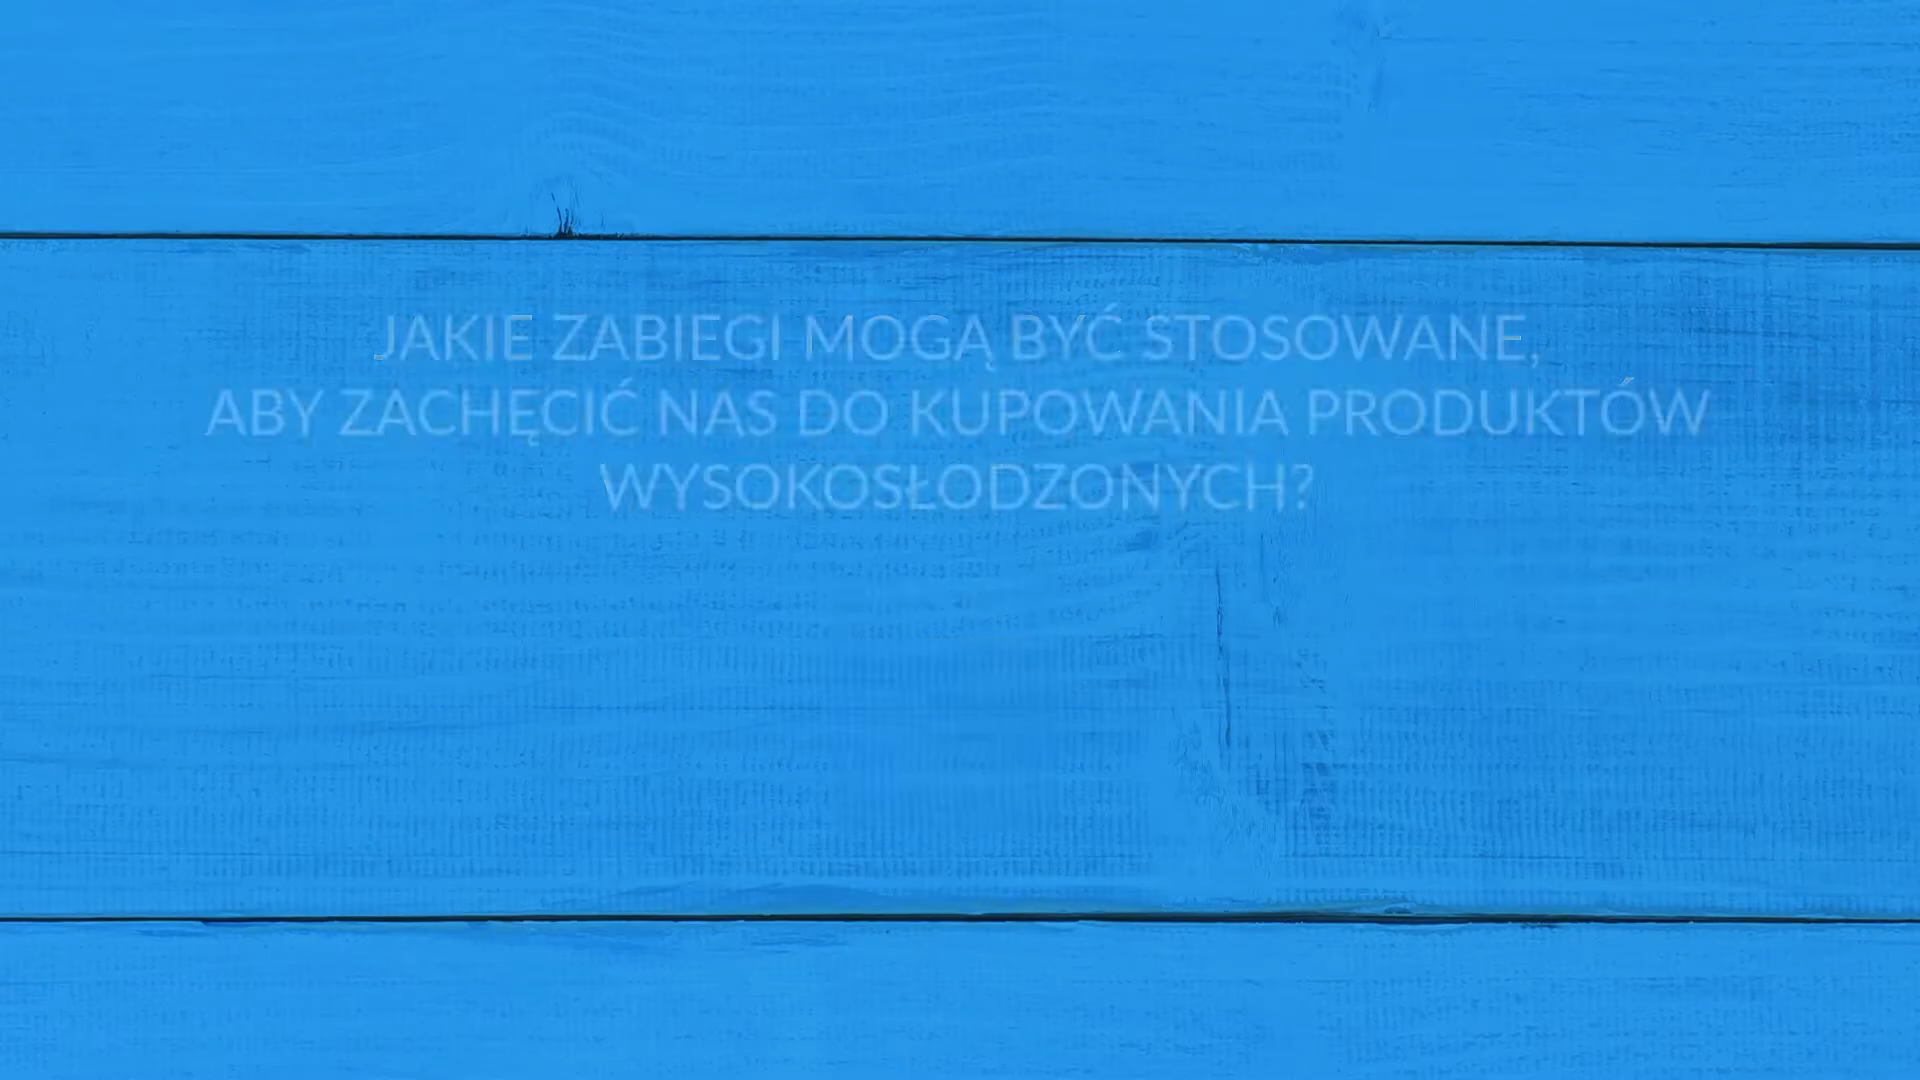 JAKIE ZABIEGI MOGĄ BYĆ STOSOWANE,
ABY ZACHĘCIĆ NAS DO KUPOWANIA PRODUKTÓW
WYSOKOSŁODZONYCH?